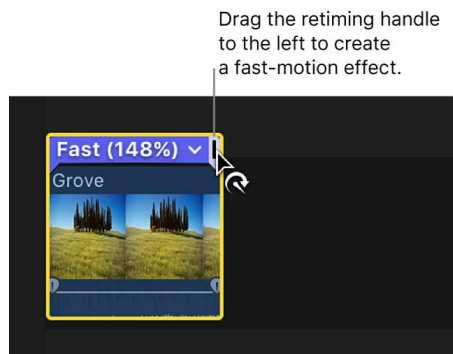 Drag the retiming handle
to the left to create
a fast-motion effect.
Fast (148%)
Grove